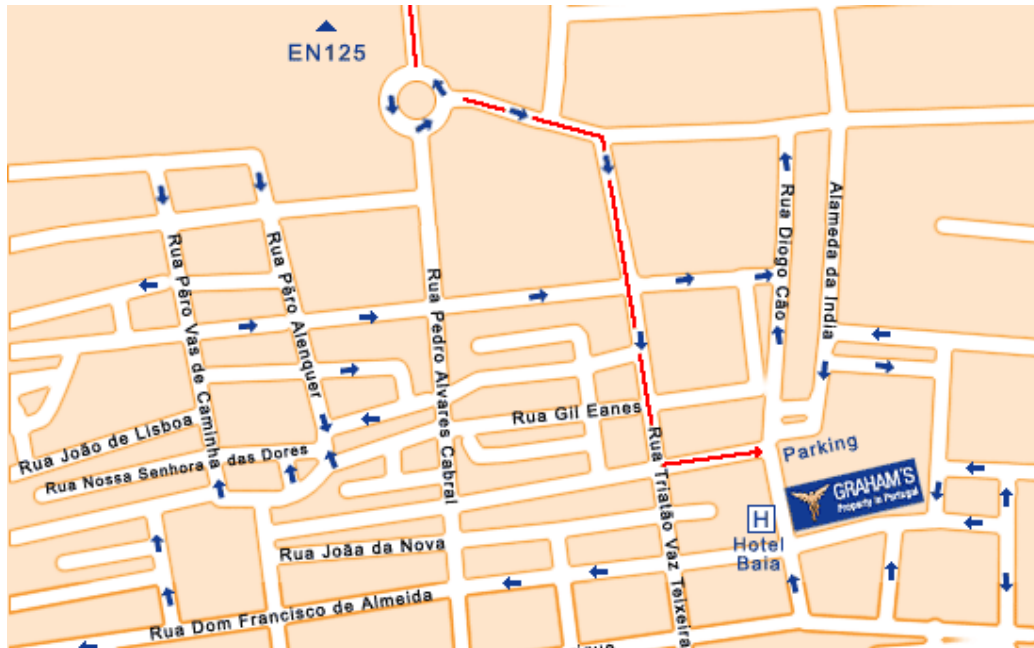 EN125
Rua Pêro Vas de Caminha
Rua Pêro Alenquer
Rua Pedro Alvares Cabral
Rua Diogo Cão
Alameda da India
Rua Gil Eanes
Rua João de Lisboa
Rua Nossa Senhora das Dores
Rua Triatão Vaz Teixeira
Parking
GRAHAM'S
Property in Portugal
H
Hotel
Baia
Rua Joãa da Nova
Rua Dom Francisco de Almeida